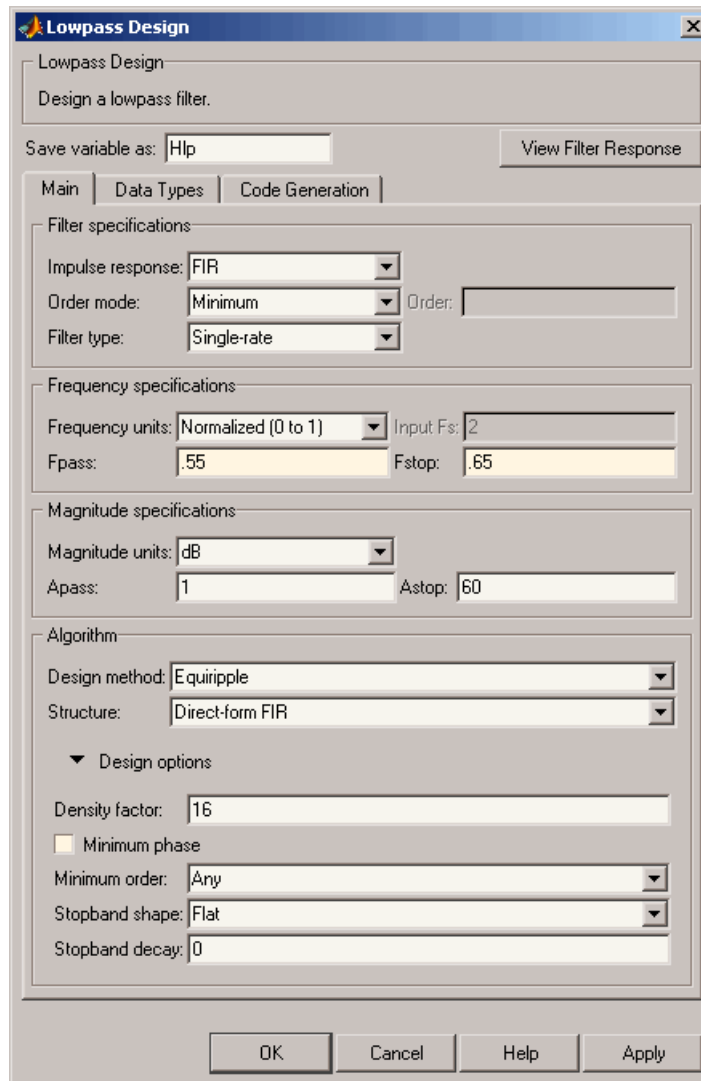 Lowpass Design
Lowpass Design
Design a lowpass filter.
Save variable as: Hlp View Filter Response
Main Data Types Code Generation
Filter specifications
Impulse response: FIR
Order mode: Minimum Order:
Filter type: Single-rate
Frequency specifications
Frequency units: Normalized (0 to 1) Input Fs: 2
Fpass: .55 Fstop: .65
Magnitude specifications
Magnitude units: dB
Apass: 1 Astop: 60
Algorithm
Design method: Equiripple
Structure: Direct-form FIR
Design options
Density factor: 16
Minimum phase
Minimum order: Any
Stopband shape: Flat
Stopband decay: 0
OK Cancel Help Apply